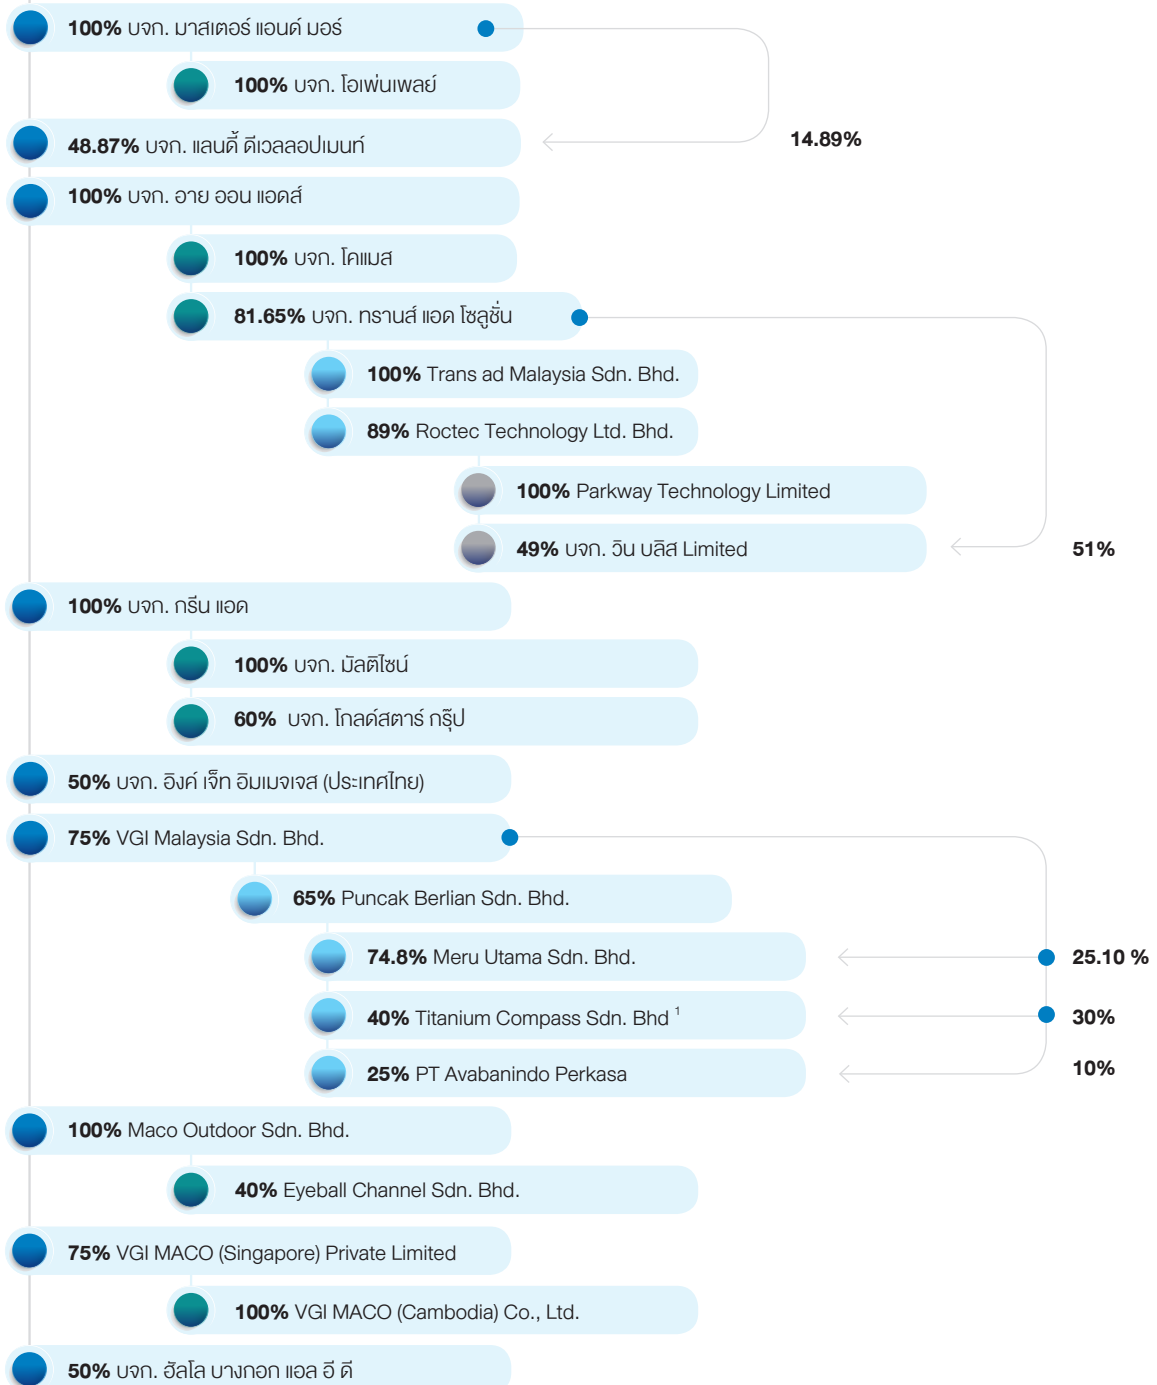 100% บจก. มาสเตอร์ แอนด์ มอร์
100% บจก. โอเพ่นเพลย์
14.89%
48.87% บจก. แลนดี้ ดีเวลลอปเมนท์
100% บจก. อาย ออน แอดส์
100% บจก. โคแมส
81.65% บจก. ทรานส์ แอด โซลูชั่น
100% Trans ad Malaysia Sdn. Bhd.
89% Roctec Technology Ltd. Bhd.
100% Parkway Technology Limited
49% บจก. วิน บลิส Limited
51%
100% บจก. กรีน แอด
100% บจก. มัลติไซน์
60% บจก. โกลด์สตาร์ กรุ๊ป
50% บจก. อิงค์ เจ็ท อิมเมจเจส (ประเทศไทย)
75% VGI Malaysia Sdn. Bhd.
65% Puncak Berlian Sdn. Bhd.
74.8% Meru Utama Sdn. Bhd.
25.10 %
40% Titanium Compass Sdn. Bhd 1
30%
25% PT Avabanindo Perkasa
10%
100% Maco Outdoor Sdn. Bhd.
40% Eyeball Channel Sdn. Bhd.
75% VGI MACO (Singapore) Private Limited
100% VGI MACO (Cambodia) Co., Ltd.
50% บจก. ฮัลโล บางกอก แอล อี ดี